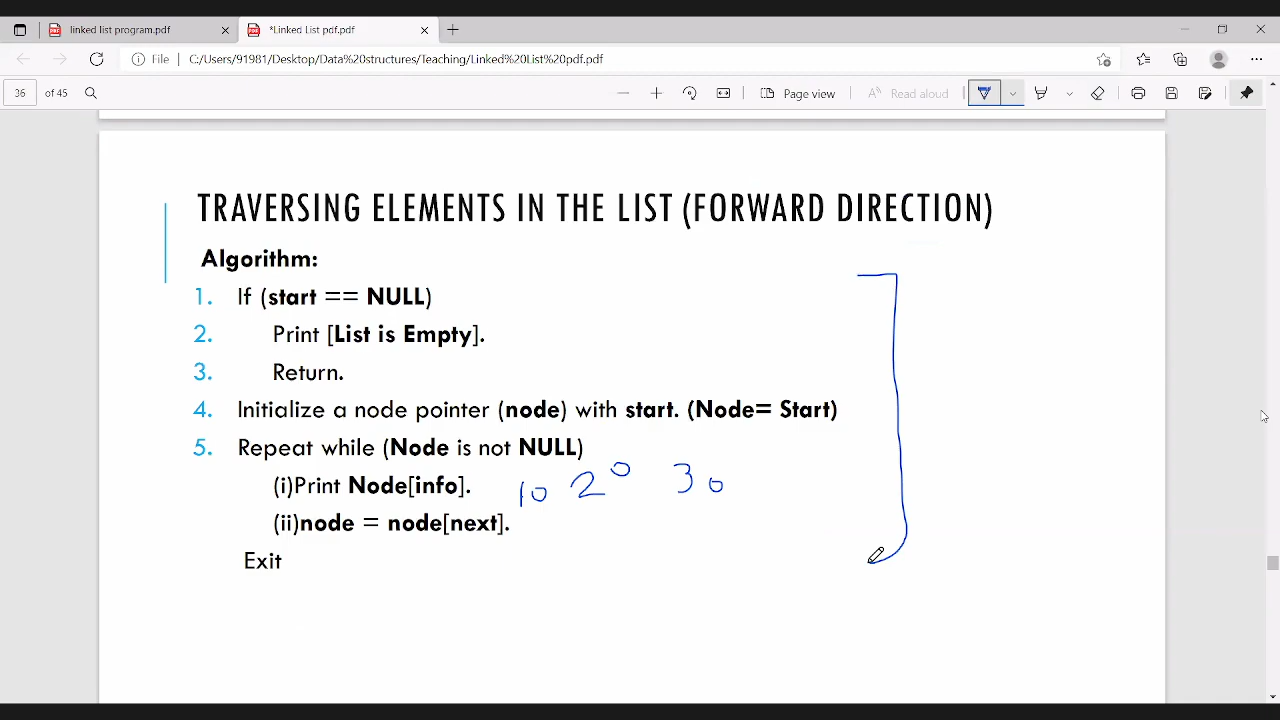 linked list program.pdf
*Linked List pdf.pdf
File
C:/Users/91981/Desktop/Data%20structures/Teaching/Linked%20List%20pdf.pdf
36 of 45
Page view
Read aloud
TRAVERSING ELEMENTS IN THE LIST (FORWARD DIRECTION)
Algorithm:
1. If (start == NULL)
2. Print [List is Empty].
3. Return.
4. Initialize a node pointer (node) with start. (Node= Start)
5. Repeat while (Node is not NULL)
(i)Print Node[info]. 10 20 30
(ii)node = node[next].
Exit